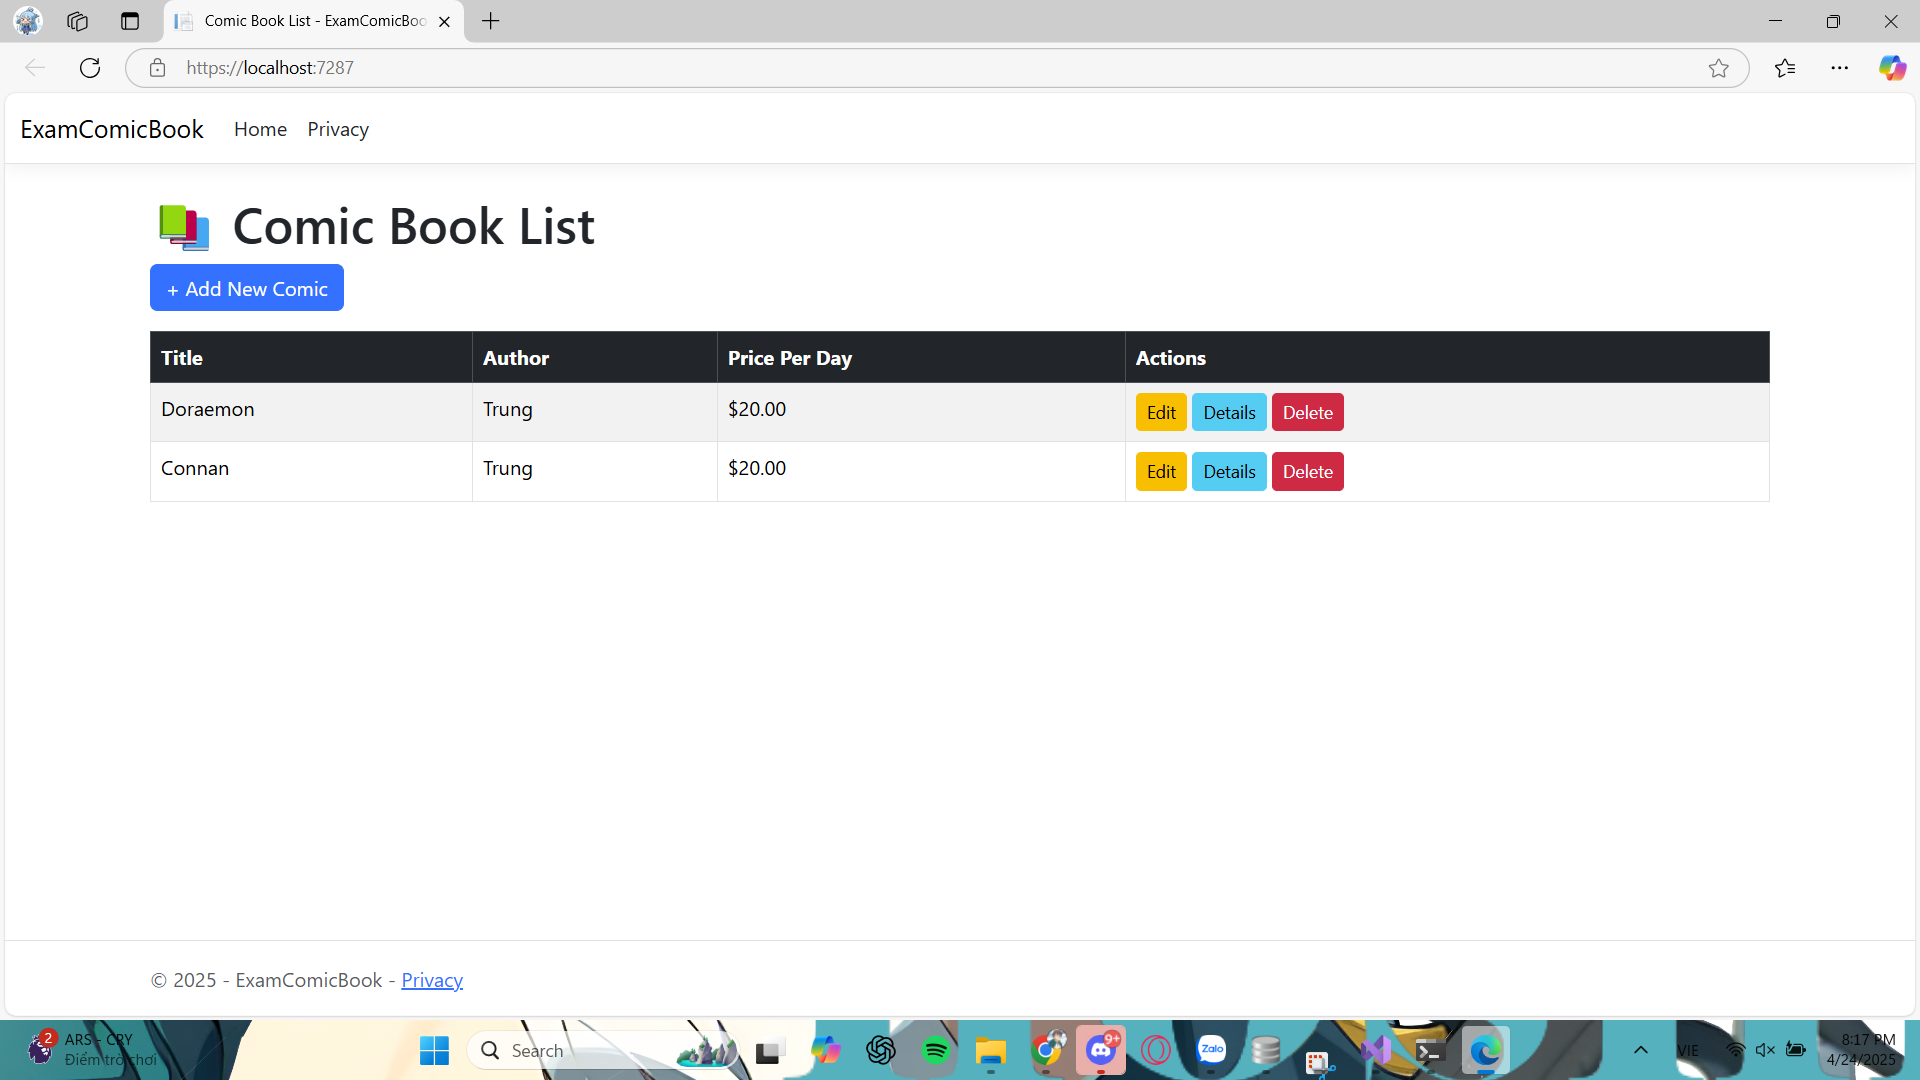 Comic Book List - ExamComicBoo
https://localhost:7287
ExamComicBook Home Privacy
Comic Book List
+ Add New Comic
Title Author Price Per Day Actions
Doraemon Trung $20.00 Edit Details Delete
Connan Trung $20.00 Edit Details Delete
© 2025 - ExamComicBook - Privacy
2 ARS - CRY
Điểm trò chơi
Search
9+
Zalo
VIE
8:17 PM
4/24/2025